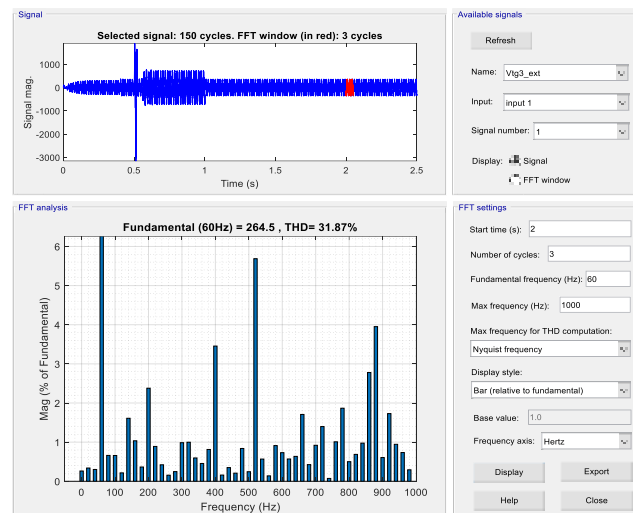 Signal
Selected signal: 150 cycles. FFT window (in red): 3 cycles
Signal mag.
1000
0
-1000
-2000
-3000
0 0.5 1 1.5 2 2.5
Time (s)
FFT analysis
Fundamental (60Hz) = 264.5 , THD= 31.87%
Mag (% of Fundamental)
6
5
4
3
2
1
0
0 100 200 300 400 500 600 700 800 900 1000
Frequency (Hz)
Available signals
Refresh
Name: Vtg3_ext
Input: input 1
Signal number: 1
Display: Signal
FFT window
FFT settings
Start time (s): 2
Number of cycles: 3
Fundamental frequency (Hz): 60
Max frequency (Hz): 1000
Max frequency for THD computation:
Nyquist frequency
Display style:
Bar (relative to fundamental)
Base value: 1.0
Frequency axis: Hertz
Display Export
Help Close